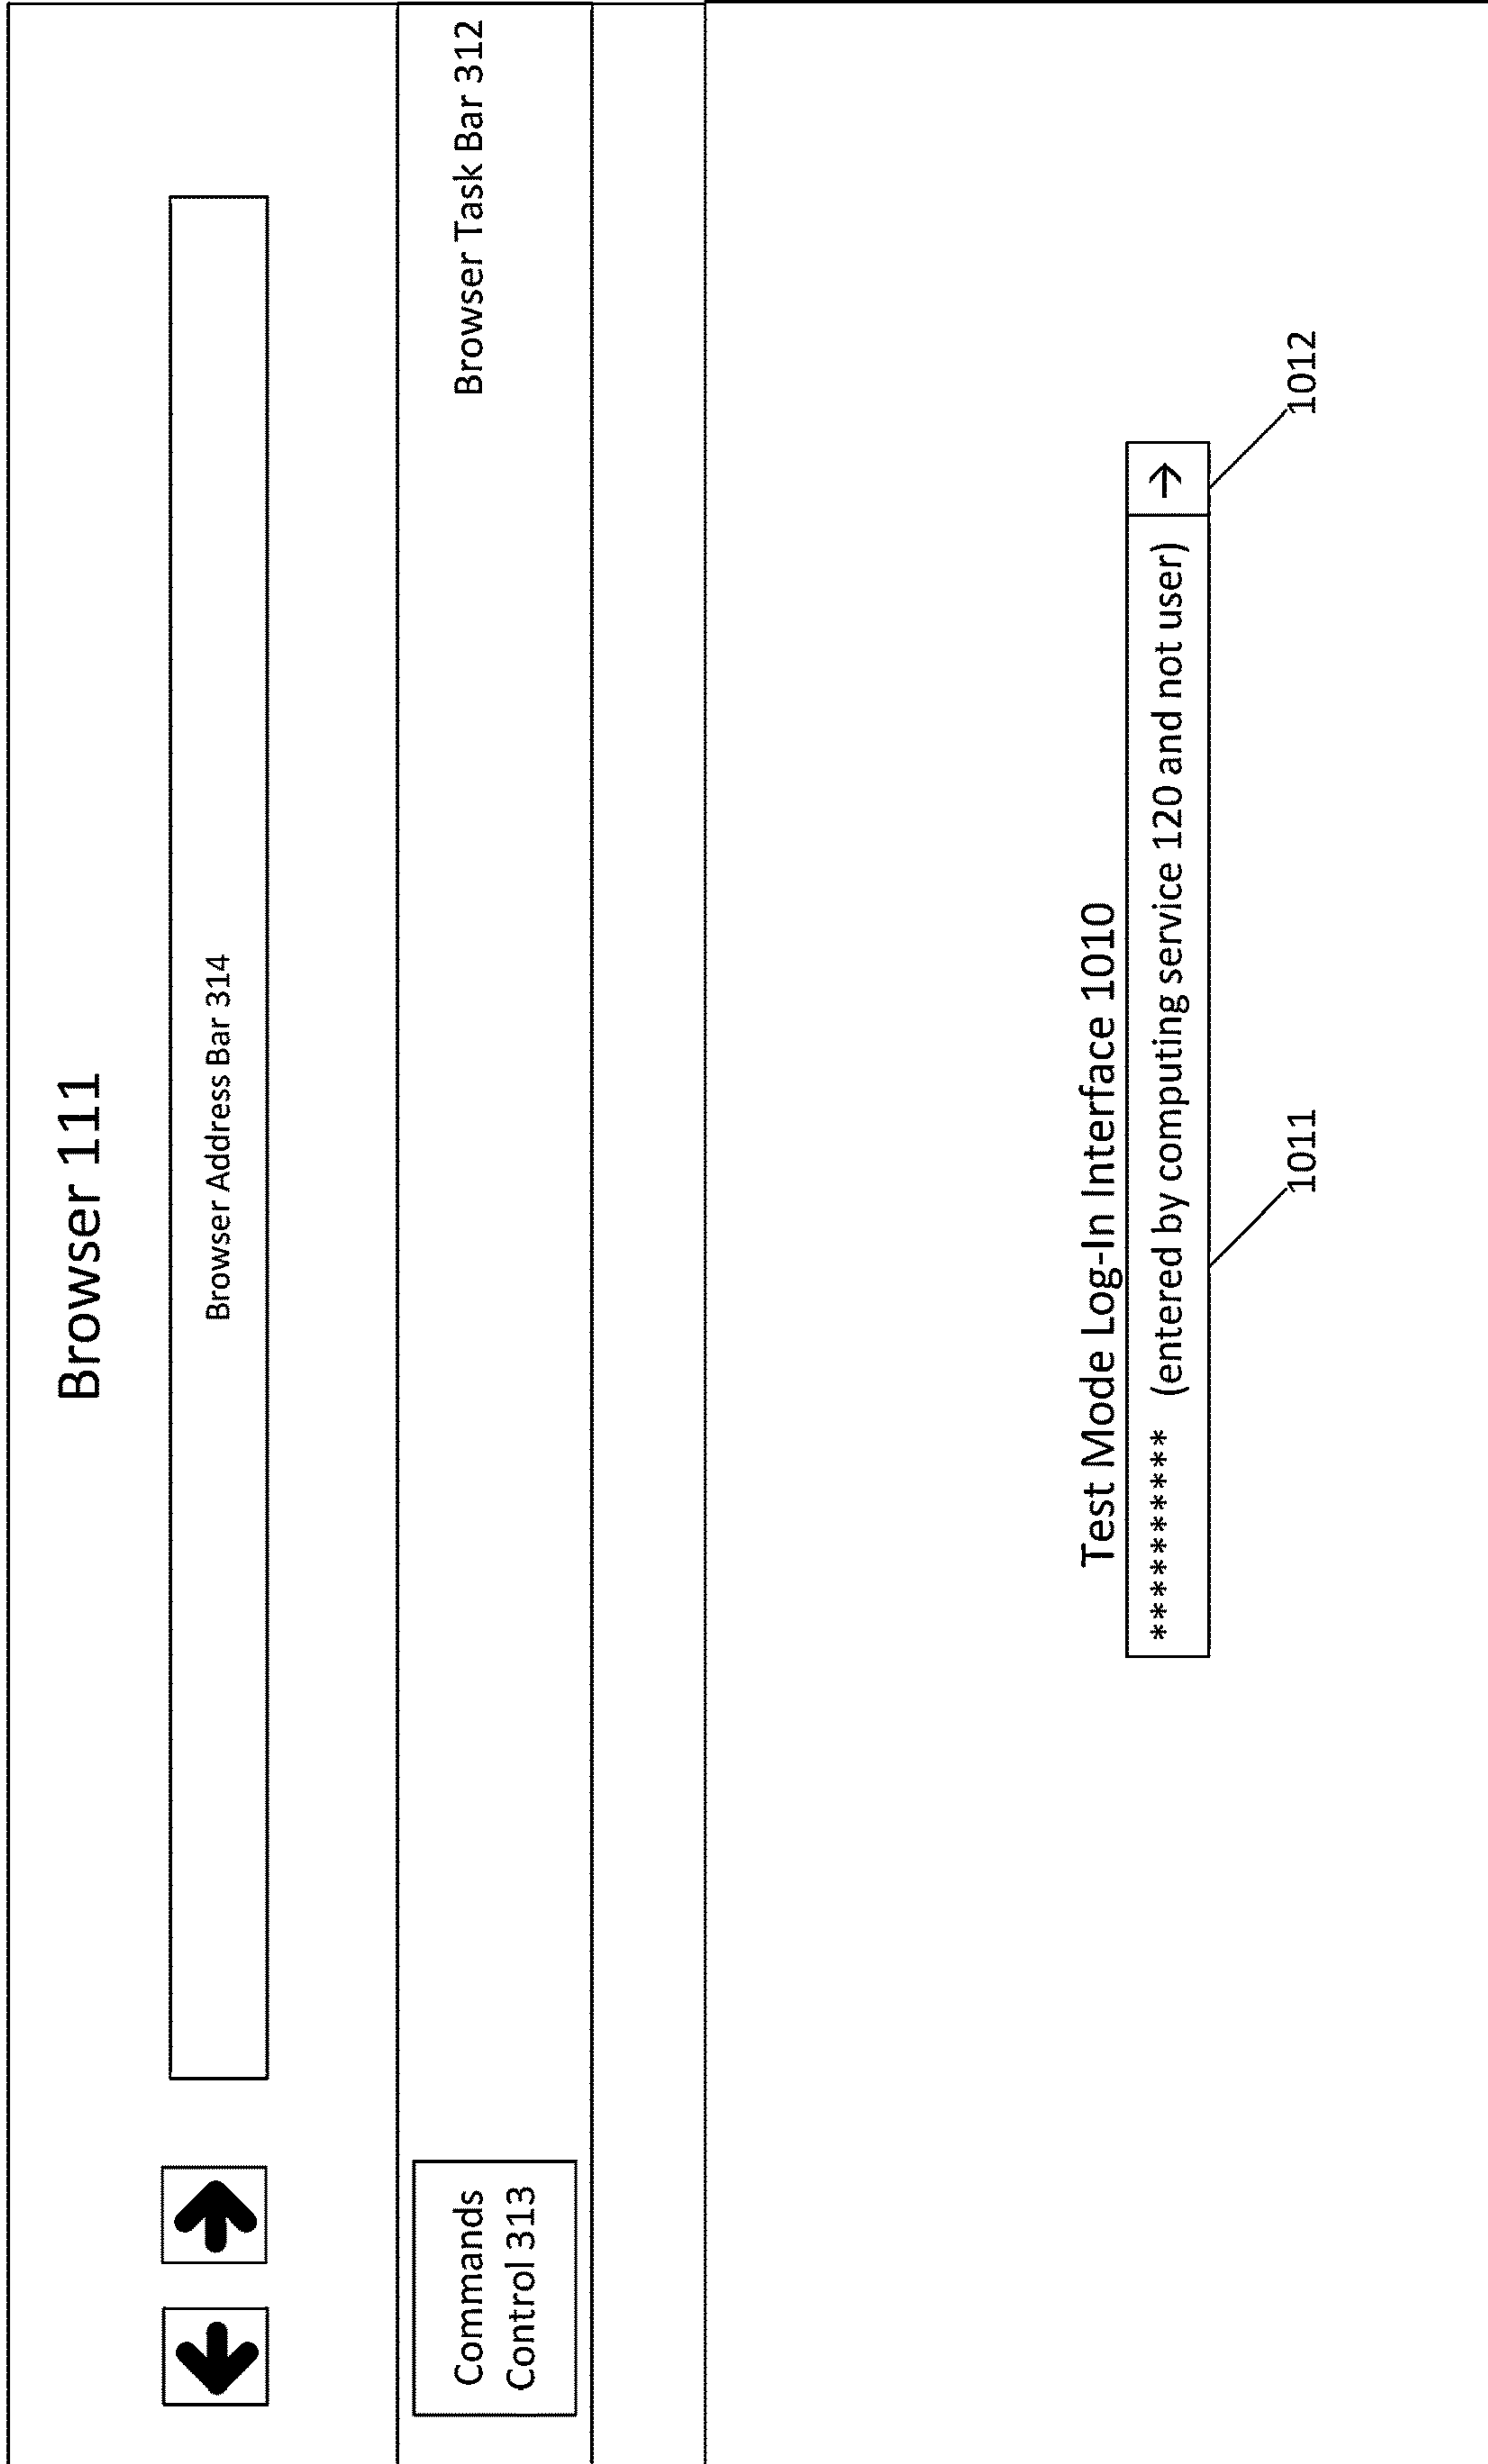 Browser 111
Browser Address Bar 314
Commands
Control 313
Browser Task Bar 312
Test Mode Log-In Interface 1010
********** (entered by computing service 120 and not user)
1011
1012